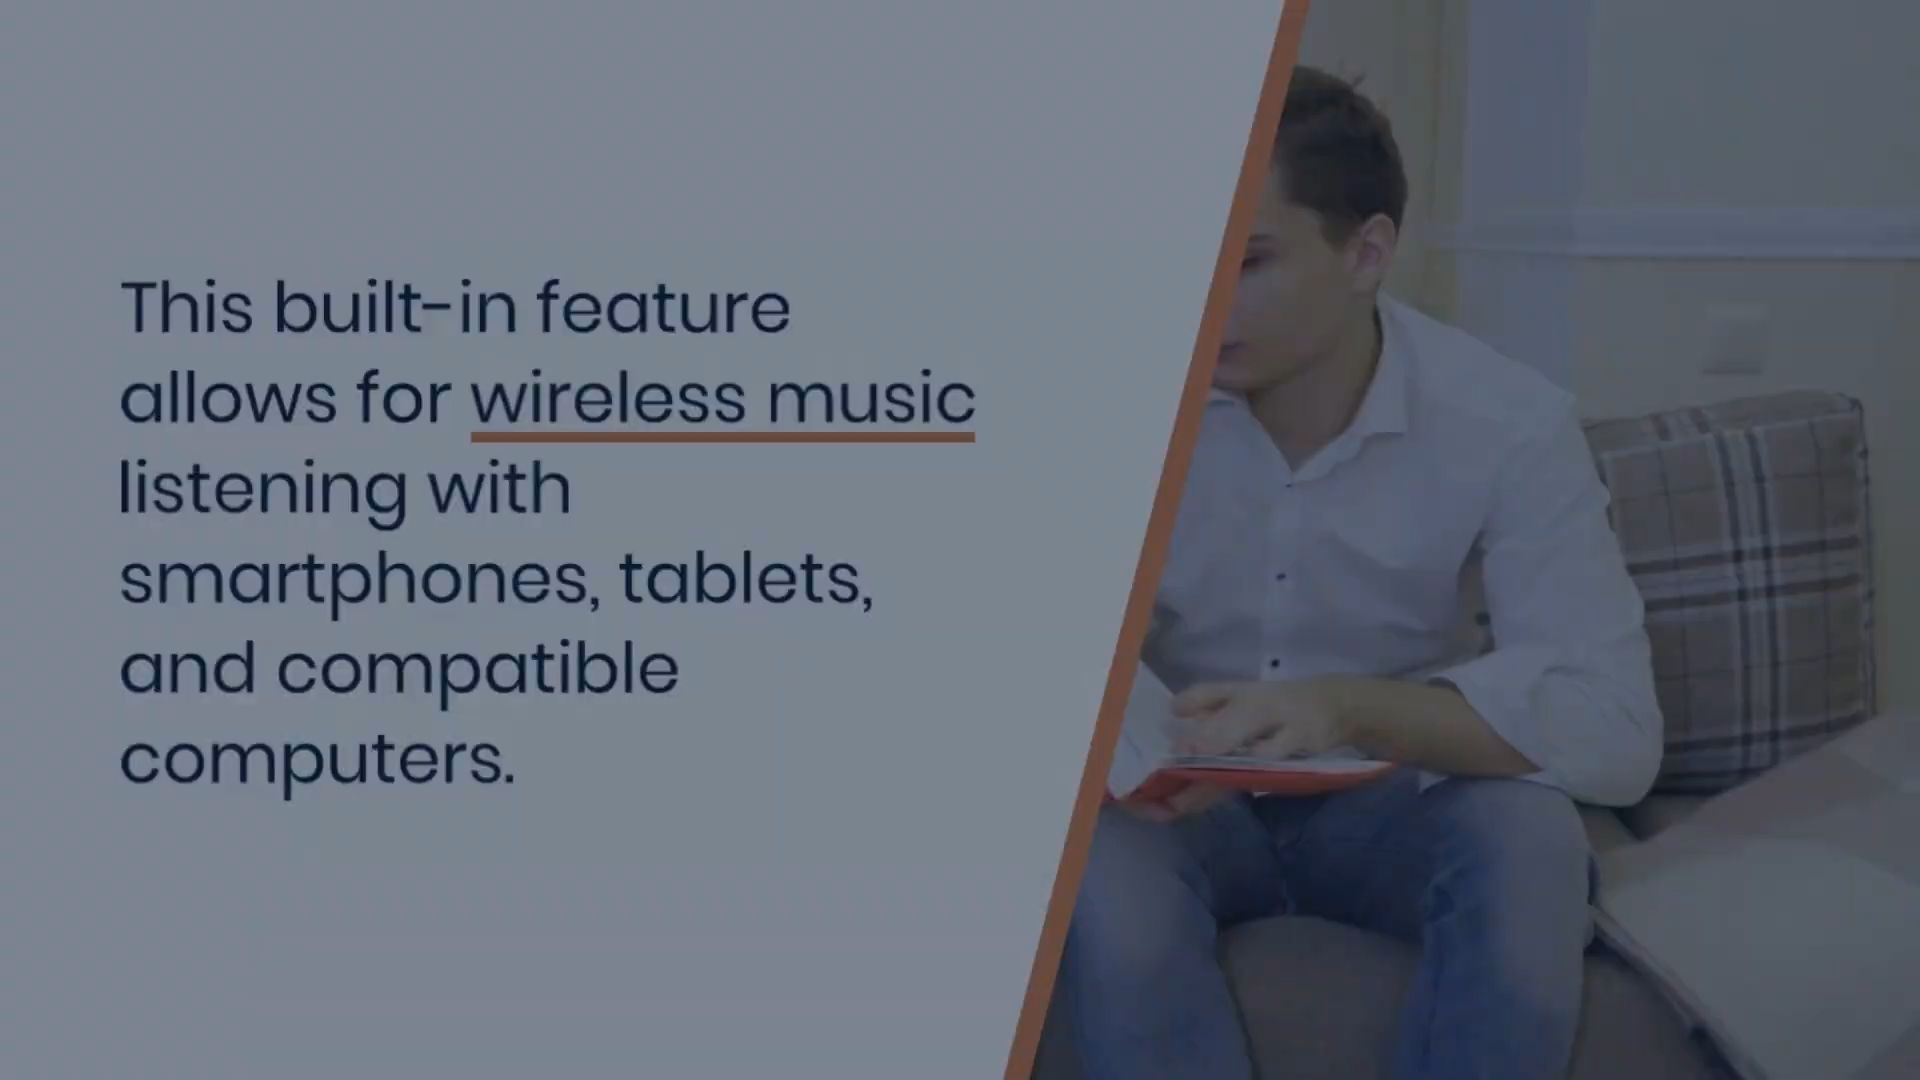 This built-in feature
allows for wireless music
listening with
smartphones, tablets,
and compatible
computers.